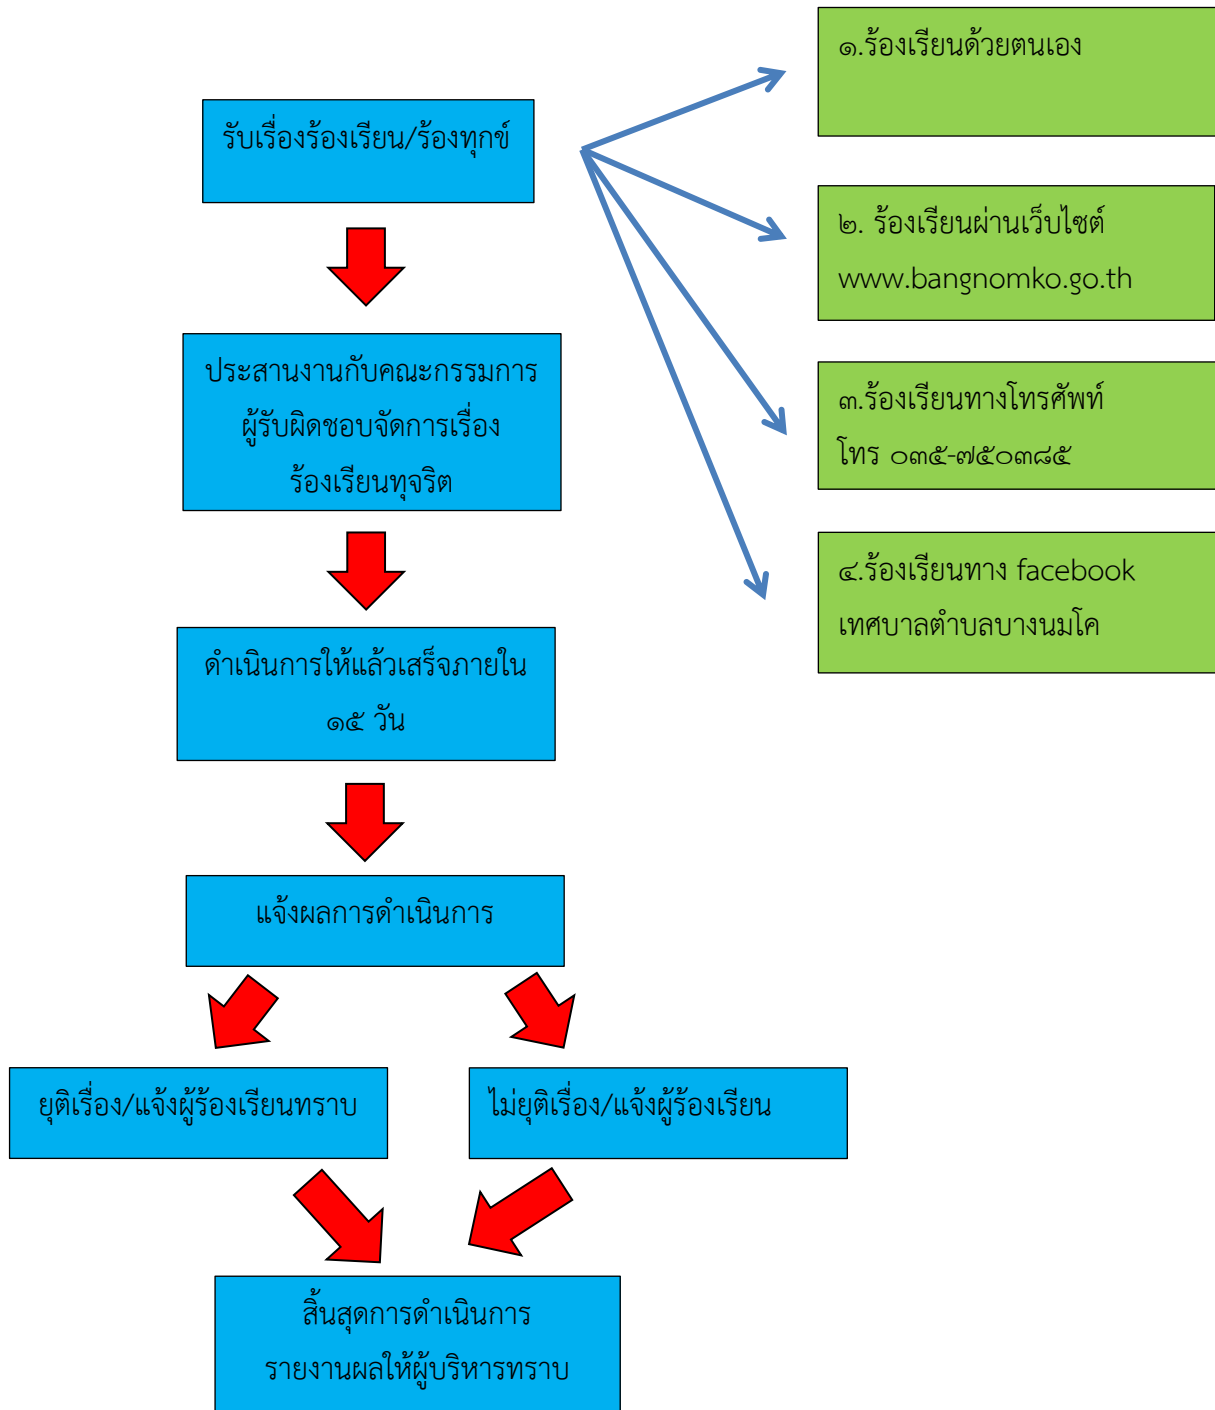 รับเรื่องร้องเรียน/ร้องทุกข์
๑.ร้องเรียนด้วยตนเอง
๒. ร้องเรียนผ่านเว็บไซต์
www.bangnomko.go.th
๓.ร้องเรียนทางโทรศัพท์
โทร ๐๓๕-๗๕๐๓๘๕
๔.ร้องเรียนทาง facebook
เทศบาลตำบลบางนมโค
ประสานงานกับคณะกรรมการ
ผู้รับผิดชอบจัดการเรื่อง
ร้องเรียนทุจริต
ดำเนินการให้แล้วเสร็จภายใน
๑๕ วัน
แจ้งผลการดำเนินการ
ยุติเรื่อง/แจ้งผู้ร้องเรียนทราบ
ไม่ยุติเรื่อง/แจ้งผู้ร้องเรียน
สิ้นสุดการดำเนินการ
รายงานผลให้ผู้บริหารทราบ